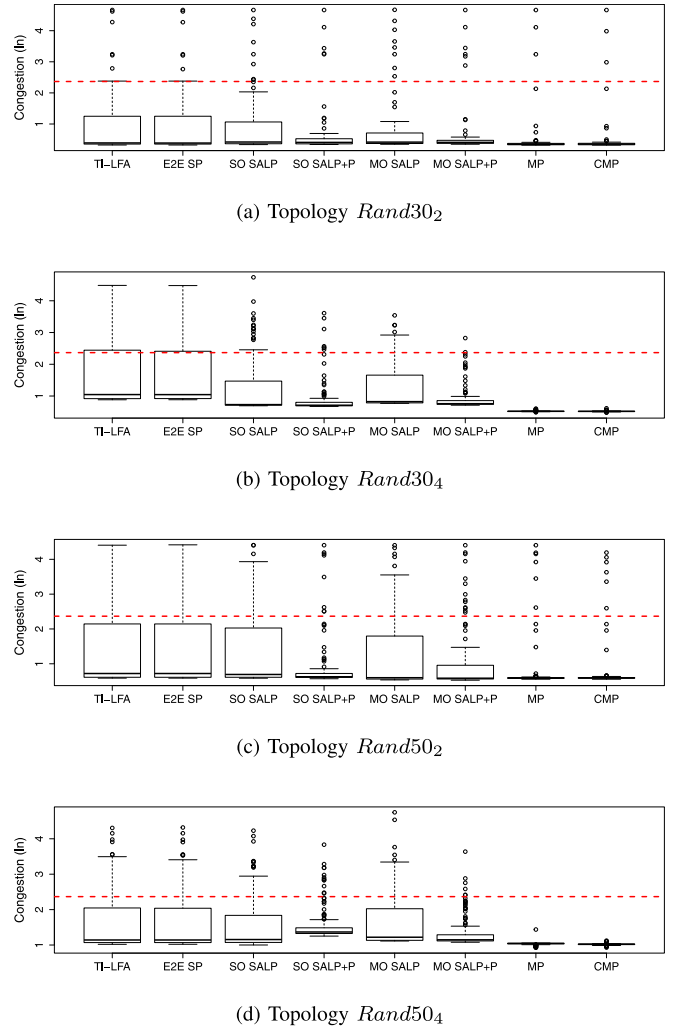 Congestion (ln)
4
3
2
1
TI-LFA E2E SP SO SALP SO SALP+P MO SALP MO SALP+P MP CMP
(a) Topology Rand30₂
Congestion (ln)
4
3
2
1
TI-LFA E2E SP SO SALP SO SALP+P MO SALP MO SALP+P MP CMP
(b) Topology Rand30₄
Congestion (ln)
4
3
2
1
TI-LFA E2E SP SO SALP SO SALP+P MO SALP MO SALP+P MP CMP
(c) Topology Rand50₂
Congestion (ln)
4
3
2
1
TI-LFA E2E SP SO SALP SO SALP+P MO SALP MO SALP+P MP CMP
(d) Topology Rand50₄